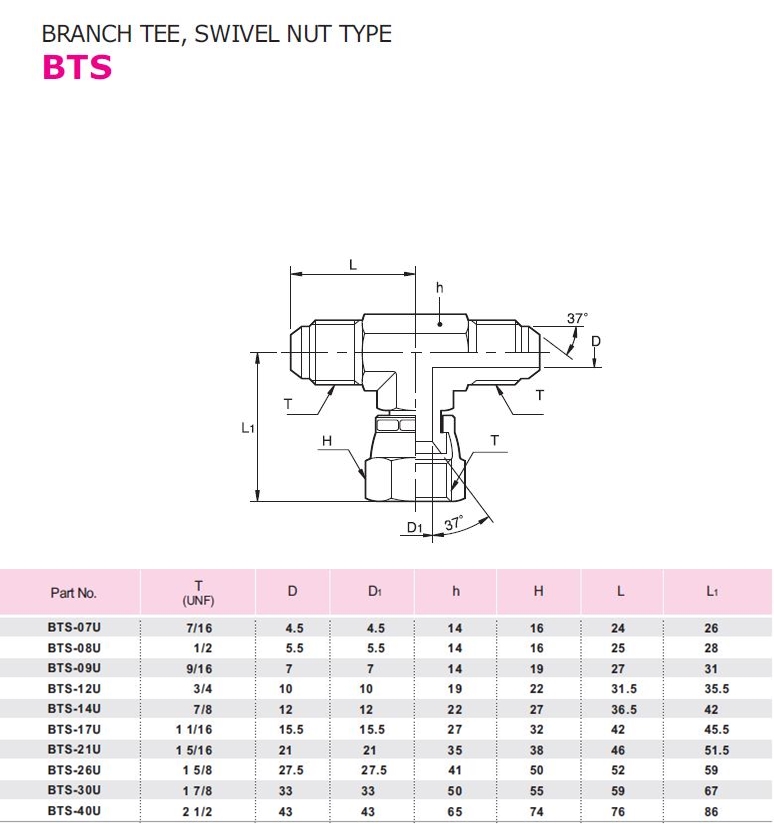 BRANCH TEE, SWIVEL NUT TYPE
BTS
L
h
37°
D
T
T
L1
H
T
D1
37°
Part No. T (UNF) D D1 h H L L1
BTS-07U 7/16 4.5 4.5 14 16 24 26
BTS-08U 1/2 5.5 5.5 14 16 25 28
BTS-09U 9/16 7 7 14 19 27 31
BTS-12U 3/4 10 10 19 22 31.5 35.5
BTS-14U 7/8 12 12 22 27 36.5 42
BTS-17U 1 1/16 15.5 15.5 27 32 42 45.5
BTS-21U 1 5/16 21 21 35 38 46 51.5
BTS-26U 1 5/8 27.5 27.5 41 50 52 59
BTS-30U 1 7/8 33 33 50 55 59 67
BTS-40U 2 1/2 43 43 65 74 76 86